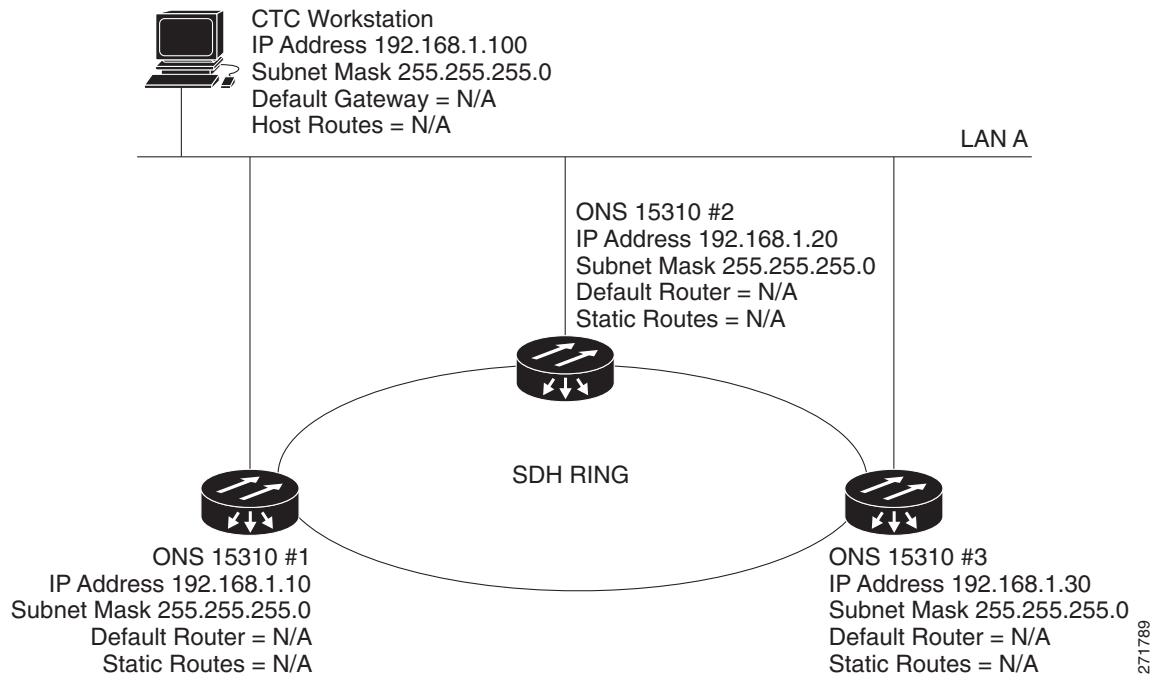 CTC Workstation
IP Address 192.168.1.100
Subnet Mask 255.255.255.0
Default Gateway = N/A
Host Routes = N/A
LAN A
ONS 15310 #2
IP Address 192.168.1.20
Subnet Mask 255.255.255.0
Default Router = N/A
Static Routes = N/A
SDH RING
ONS 15310 #1
IP Address 192.168.1.10
Subnet Mask 255.255.255.0
Default Router = N/A
Static Routes = N/A
ONS 15310 #3
IP Address 192.168.1.30
Subnet Mask 255.255.255.0
Default Router = N/A
Static Routes = N/A
271789